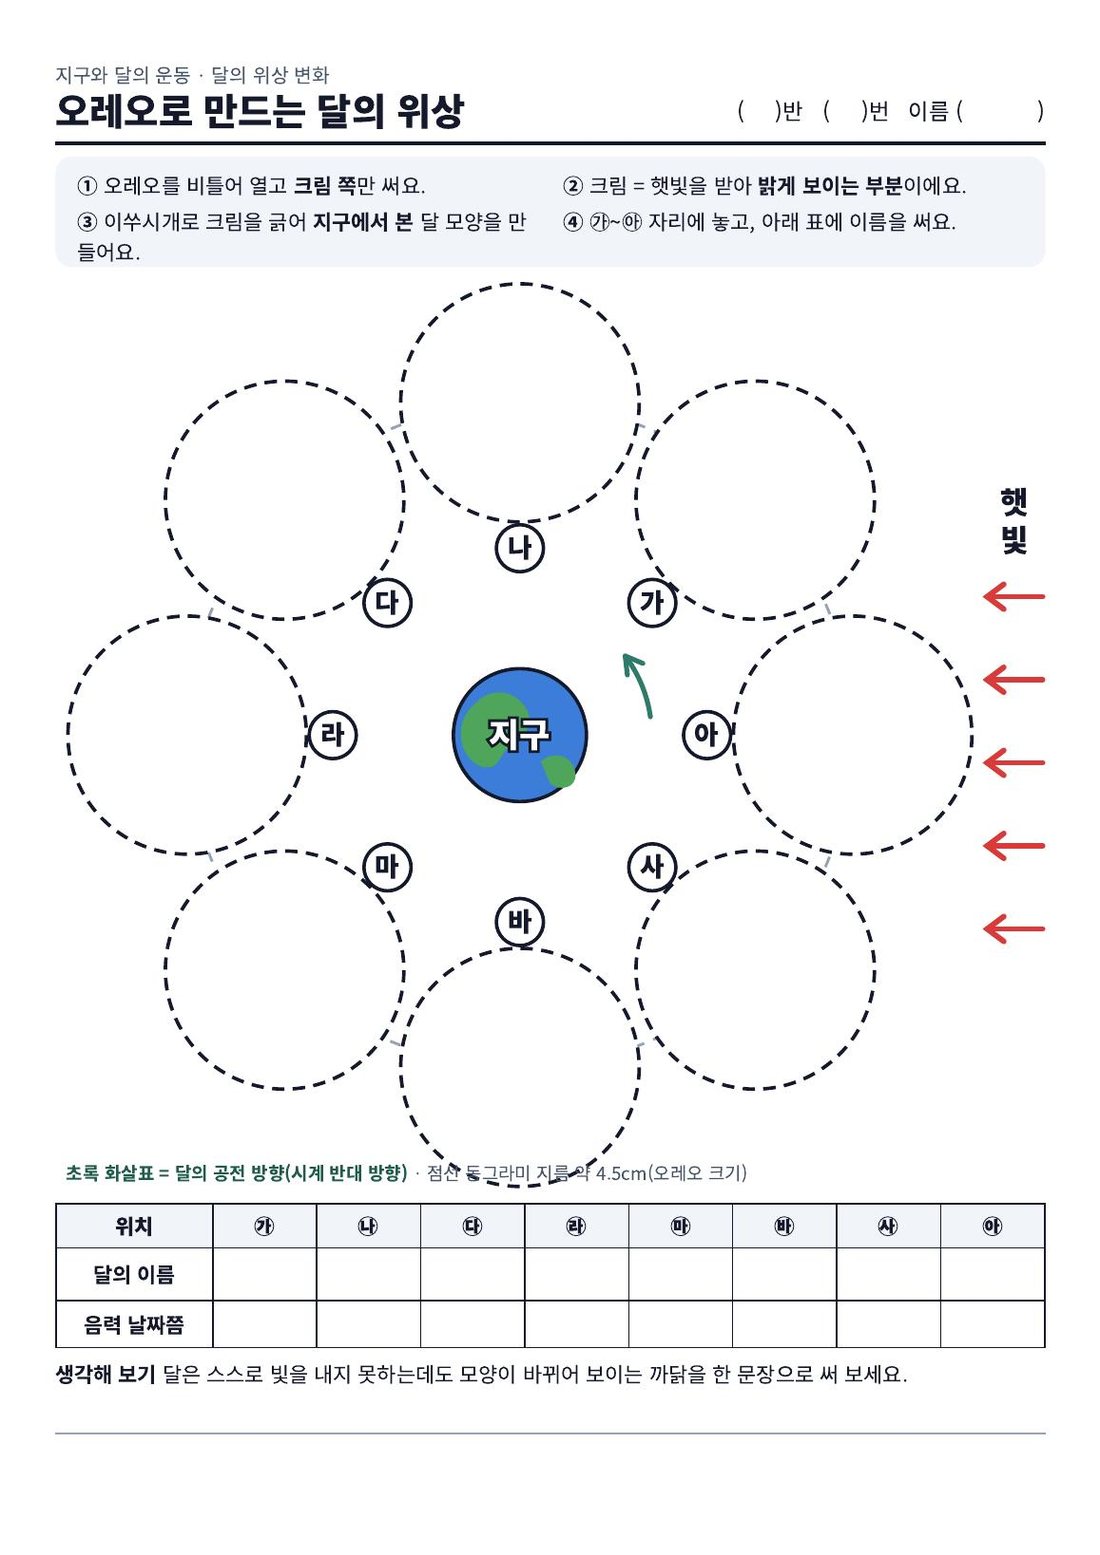 지구와 달의 운동 · 달의 위상 변화
오레오로 만드는 달의 위상
( )반 ( )번 이름 ( )
① 오레오를 비틀어 열고 크림 쪽만 써요.
② 크림 = 햇빛을 받아 밝게 보이는 부분이에요.
③ 이쑤시개로 크림을 긁어 지구에서 본 달 모양을 만
들어요.
④ ㉮~㉵ 자리에 놓고, 아래 표에 이름을 써요.
햇
빛
나
다
가
라
지구
아
마
사
바
초록 화살표 = 달의 공전 방향(시계 반대 방향) · 점선 동그라미 지름 약 4.5cm(오레오 크기)
위치 ㉮ ㉯ ㉰ ㉱ ㉲ ㉳ ㉴ ㉵
달의 이름
음력 날짜쯤
생각해 보기 달은 스스로 빛을 내지 못하는데도 모양이 바뀌어 보이는 까닭을 한 문장으로 써 보세요.